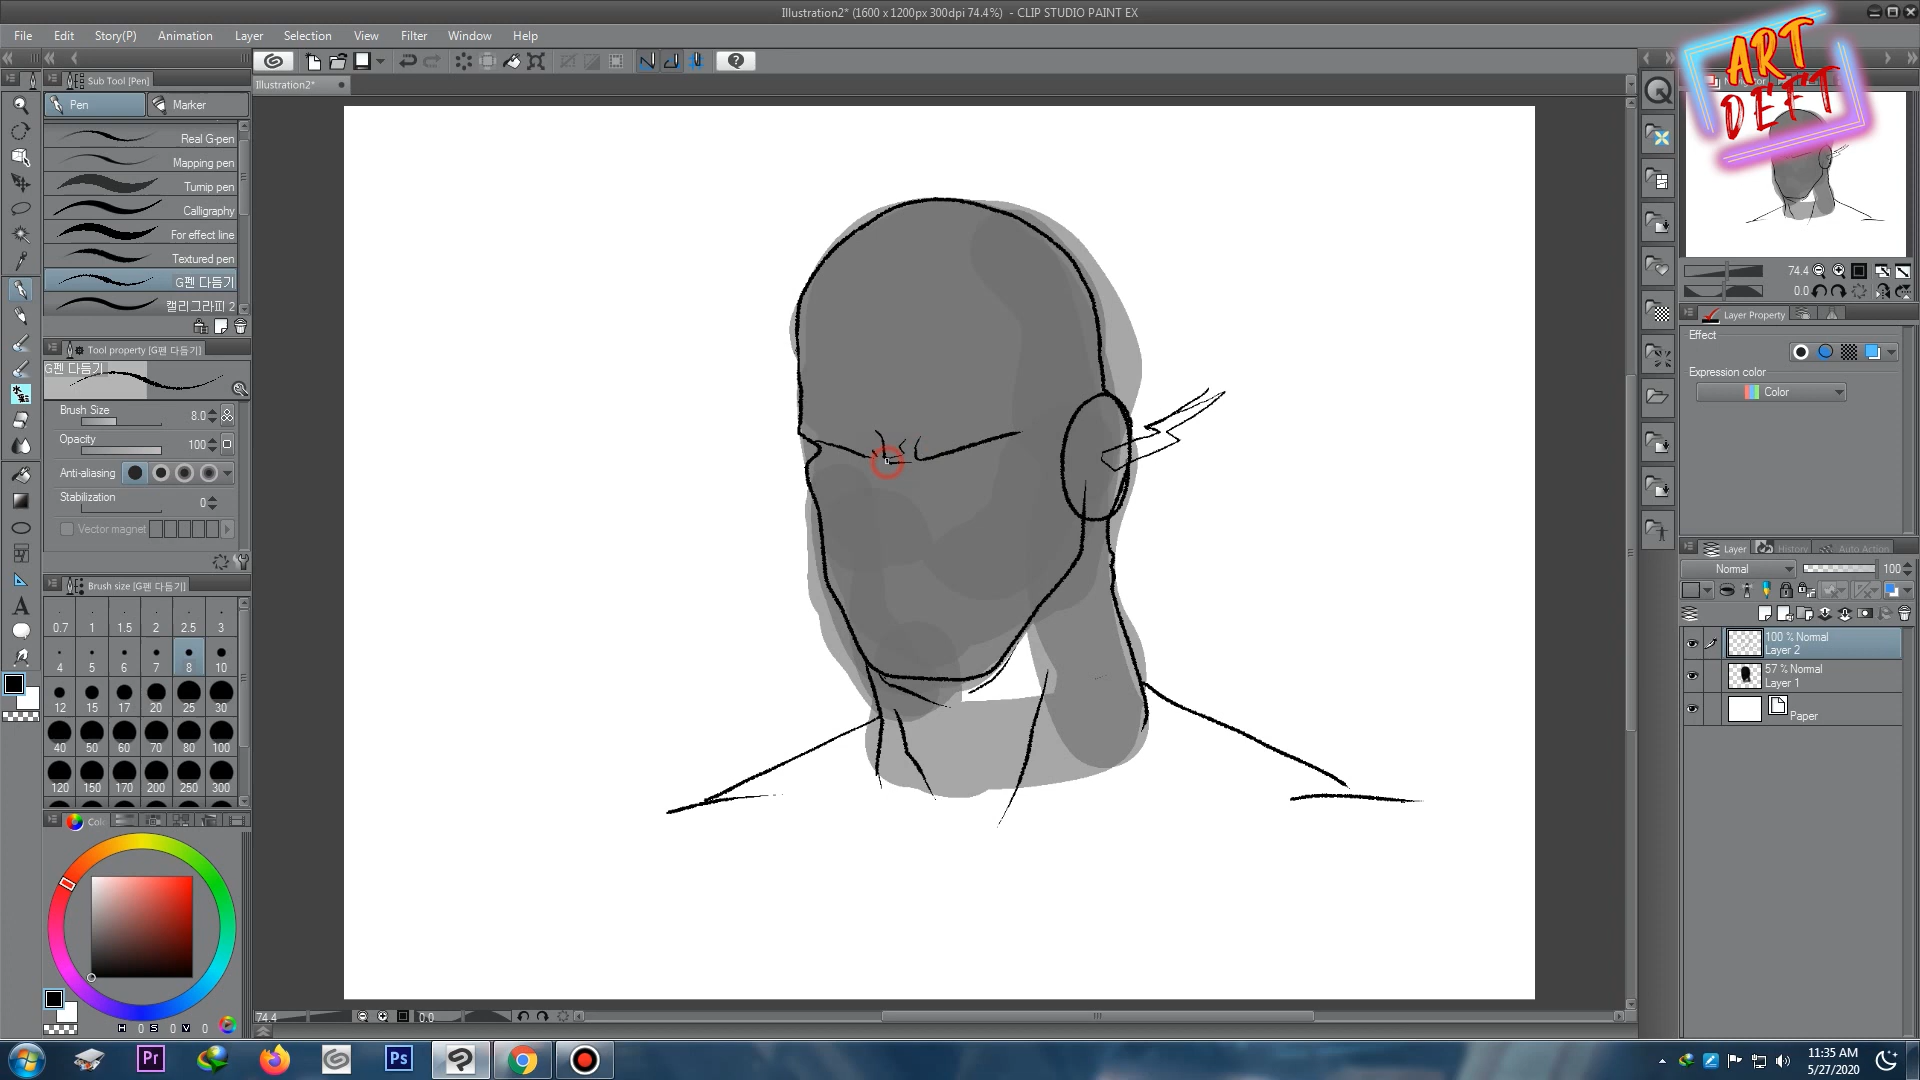 Illustration2* (1600 x 1200px 300dpi 74.4%) - CLIP STUDIO PAINT EX
File Edit Story(P) Animation Layer Selection View Filter Window Help
ART
DEFT
Sub Tool [Pen]
Illustration2*
Pen Marker
Real G-pen
Mapping pen
Turnip pen
Calligraphy
For effect line
Textured pen
G펜 다듬기
캘리그라피 2
Tool property [G펜 다듬기]
G펜 다듬기
Brush Size 8.0
Opacity 100
Anti-aliasing
Stabilization 0
Vector magnet
Brush size [G펜 다듬기]
0.7 1 1.5 2 2.5 3
4 5 6 7 8 10
12 15 17 20 25 30
40 50 60 70 80 100
120 150 170 200 250 300
H 0 S 0 V 0
74.4 0.0
74.4
0.0
Layer Property
Effect
Expression color
Color
Layer History Auto Action
Normal 100
100 % Normal
Layer 2
57 % Normal
Layer 1
Paper
Pr
Ps
11:35 AM
5/27/2020